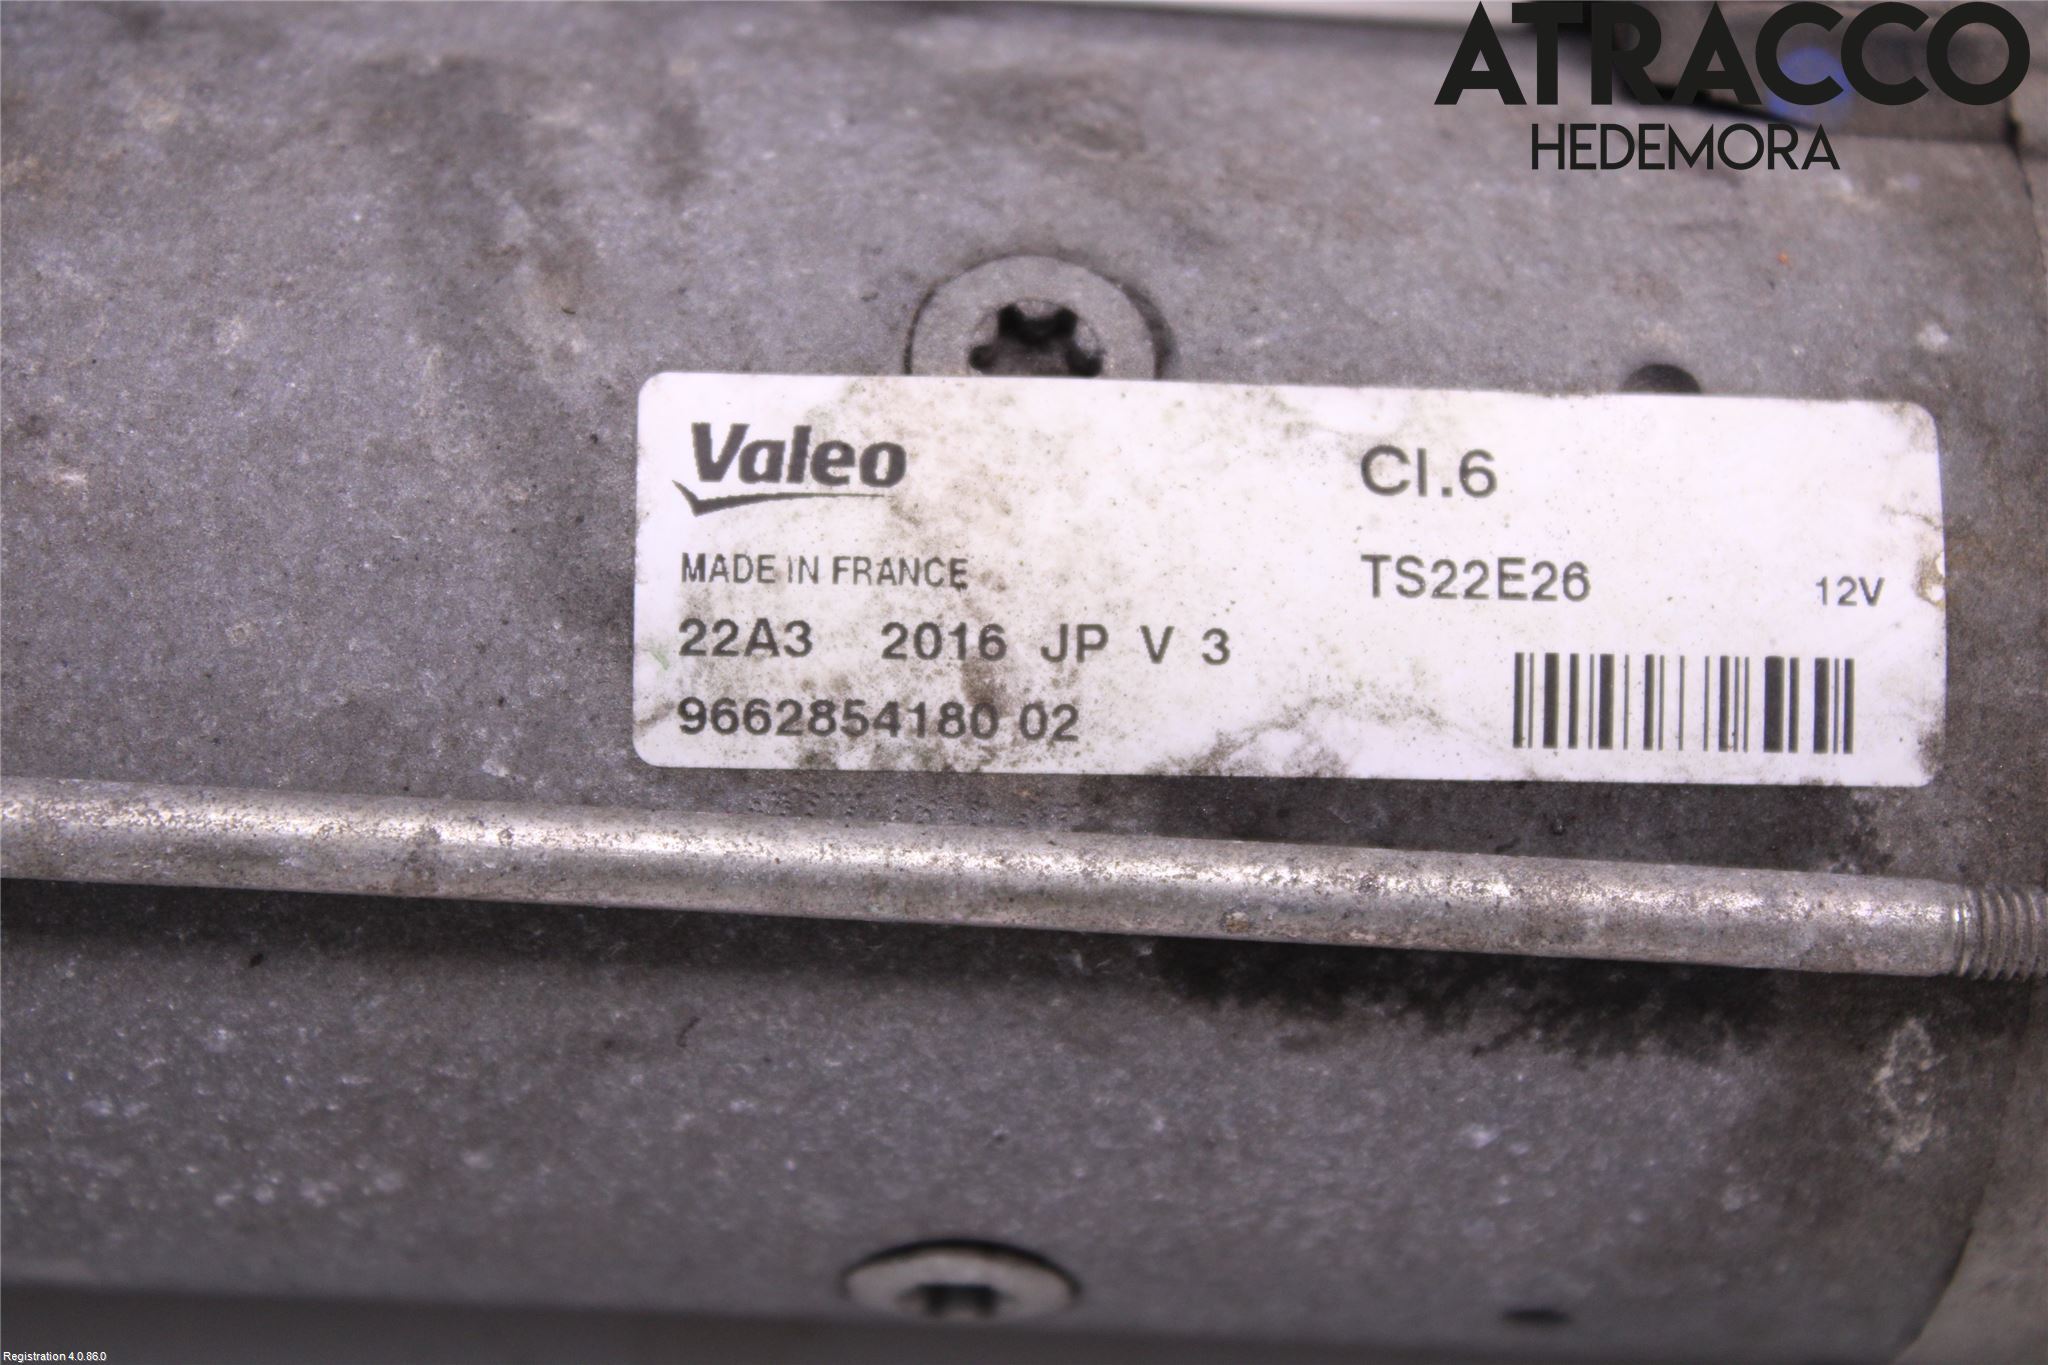 ATRACCO
HEDEMORA
Valeo
CI.6
MADE IN FRANCE
TS22E26 12V
22A3 2016 JP V 3
9662854180 02
Registration 4.0.86.0